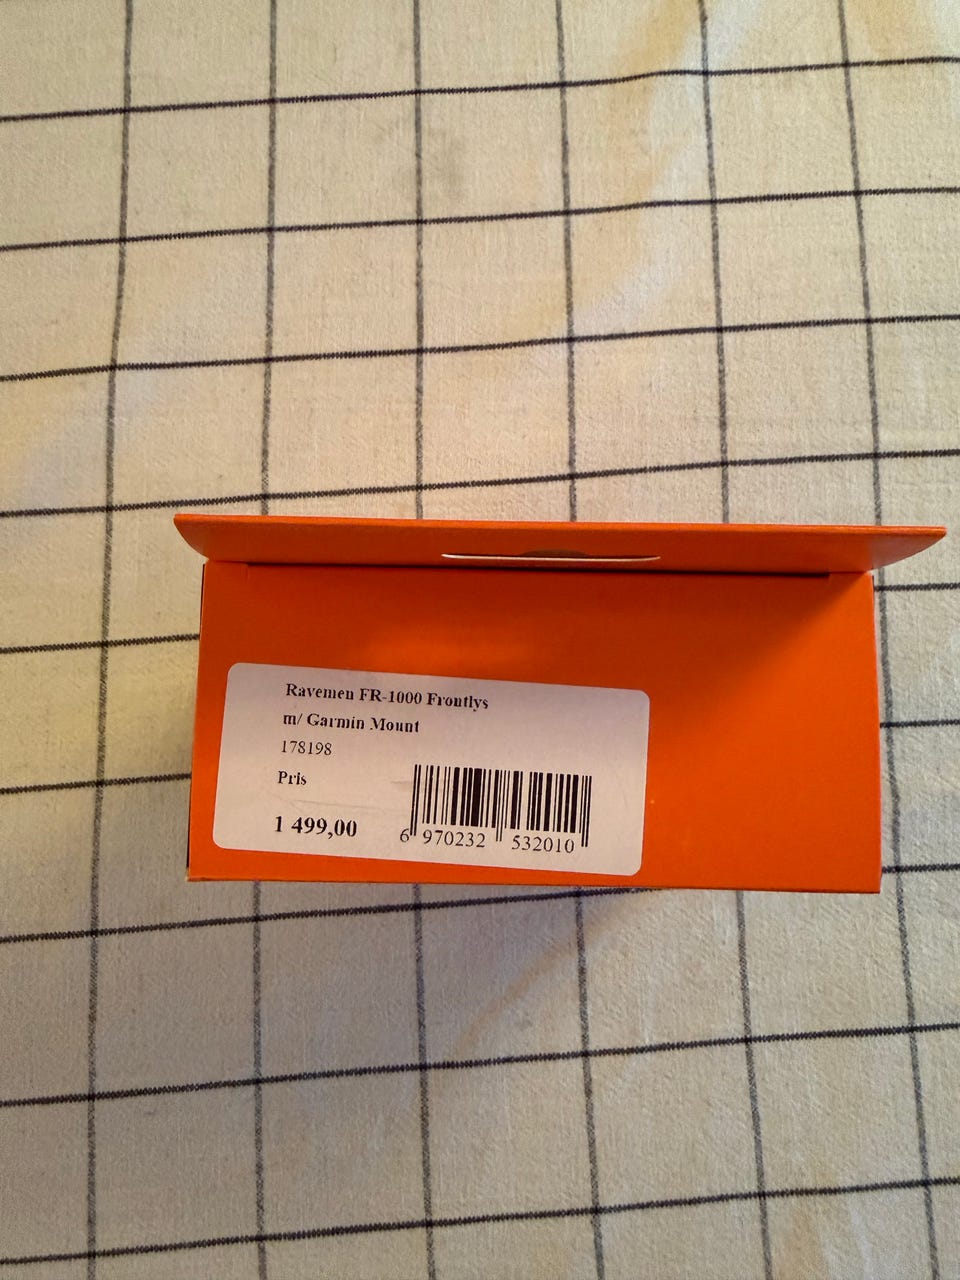 Ravemen FR-1000 Frontlys
m/ Garmin Mount
178198
Pris
1 499,00
6 970232 532010